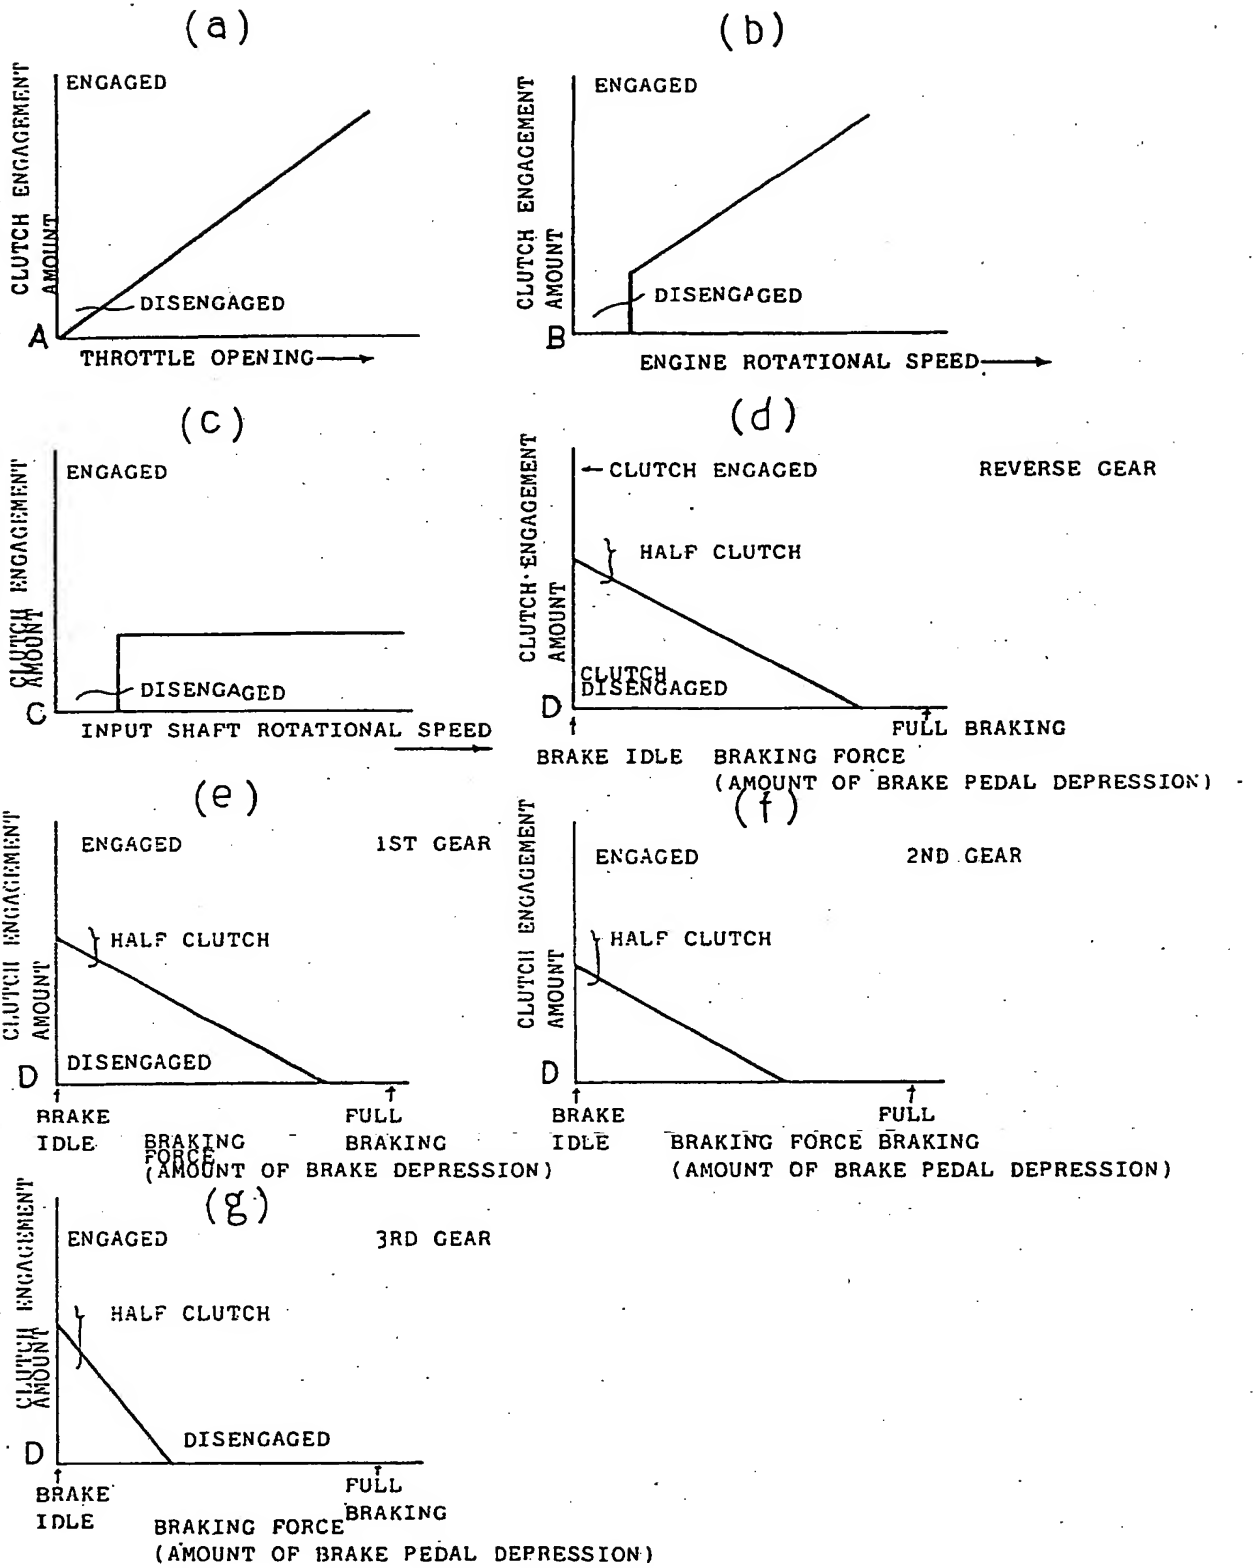 (a)
ENGAGED
CLUTCH ENGAGEMENT
AMOUNT
DISENGAGED
A
THROTTLE OPENING
(b)
ENGAGED
CLUTCH ENGAGEMENT
AMOUNT
DISENGAGED
B
ENGINE ROTATIONAL SPEED
(c)
ENGAGED
CLUTCH ENGAGEMENT
AMOUNT
DISENGAGED
C
INPUT SHAFT ROTATIONAL SPEED
(d)
CLUTCH ENGAGED
REVERSE GEAR
CLUTCH ENGAGEMENT
AMOUNT
HALF CLUTCH
CLUTCH
DISENGAGED
D
FULL BRAKING
BRAKE IDLE
BRAKING FORCE
(AMOUNT OF BRAKE PEDAL DEPRESSION)
(e)
ENGAGED
1ST GEAR
CLUTCH ENGAGEMENT
AMOUNT
HALF CLUTCH
DISENGAGED
D
BRAKE
IDLE
FULL
BRAKING
BRAKING
FORCE
(AMOUNT OF BRAKE DEPRESSION)
(f)
ENGAGED
2ND GEAR
CLUTCH ENGAGEMENT
AMOUNT
HALF CLUTCH
D
BRAKE
IDLE
FULL
BRAKING
BRAKING FORCE
(AMOUNT OF BRAKE PEDAL DEPRESSION)
(g)
ENGAGED
3RD GEAR
CLUTCH ENGAGEMENT
AMOUNT
HALF CLUTCH
DISENGAGED
D
BRAKE
IDLE
FULL
BRAKING
BRAKING FORCE
(AMOUNT OF BRAKE PEDAL DEPRESSION)